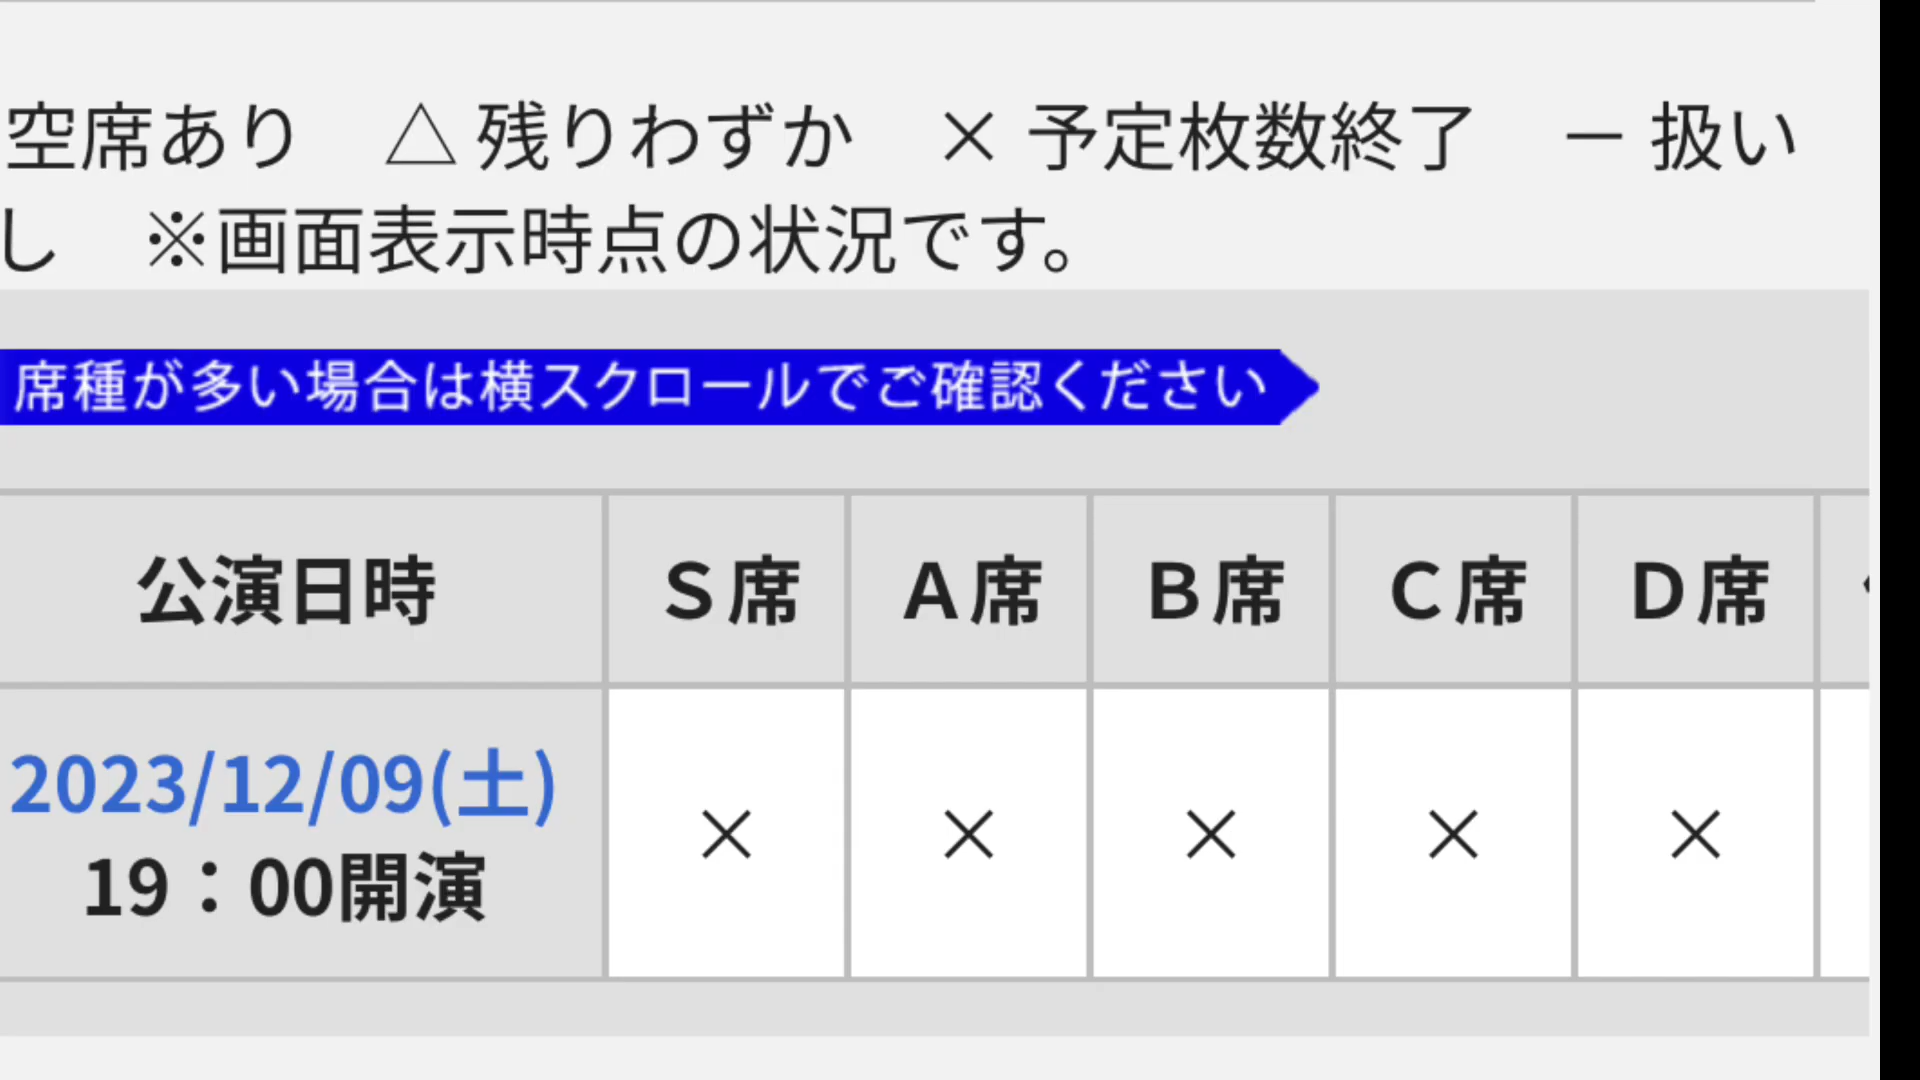 空席あり　△ 残りわずか　× 予定枚数終了　－ 扱い
し　※画面表示時点の状況です。
席種が多い場合は横スクロールでご確認ください
公演日時 S席 A席 B席 C席 D席
2023/12/09(土)
19：00開演 × × × × ×